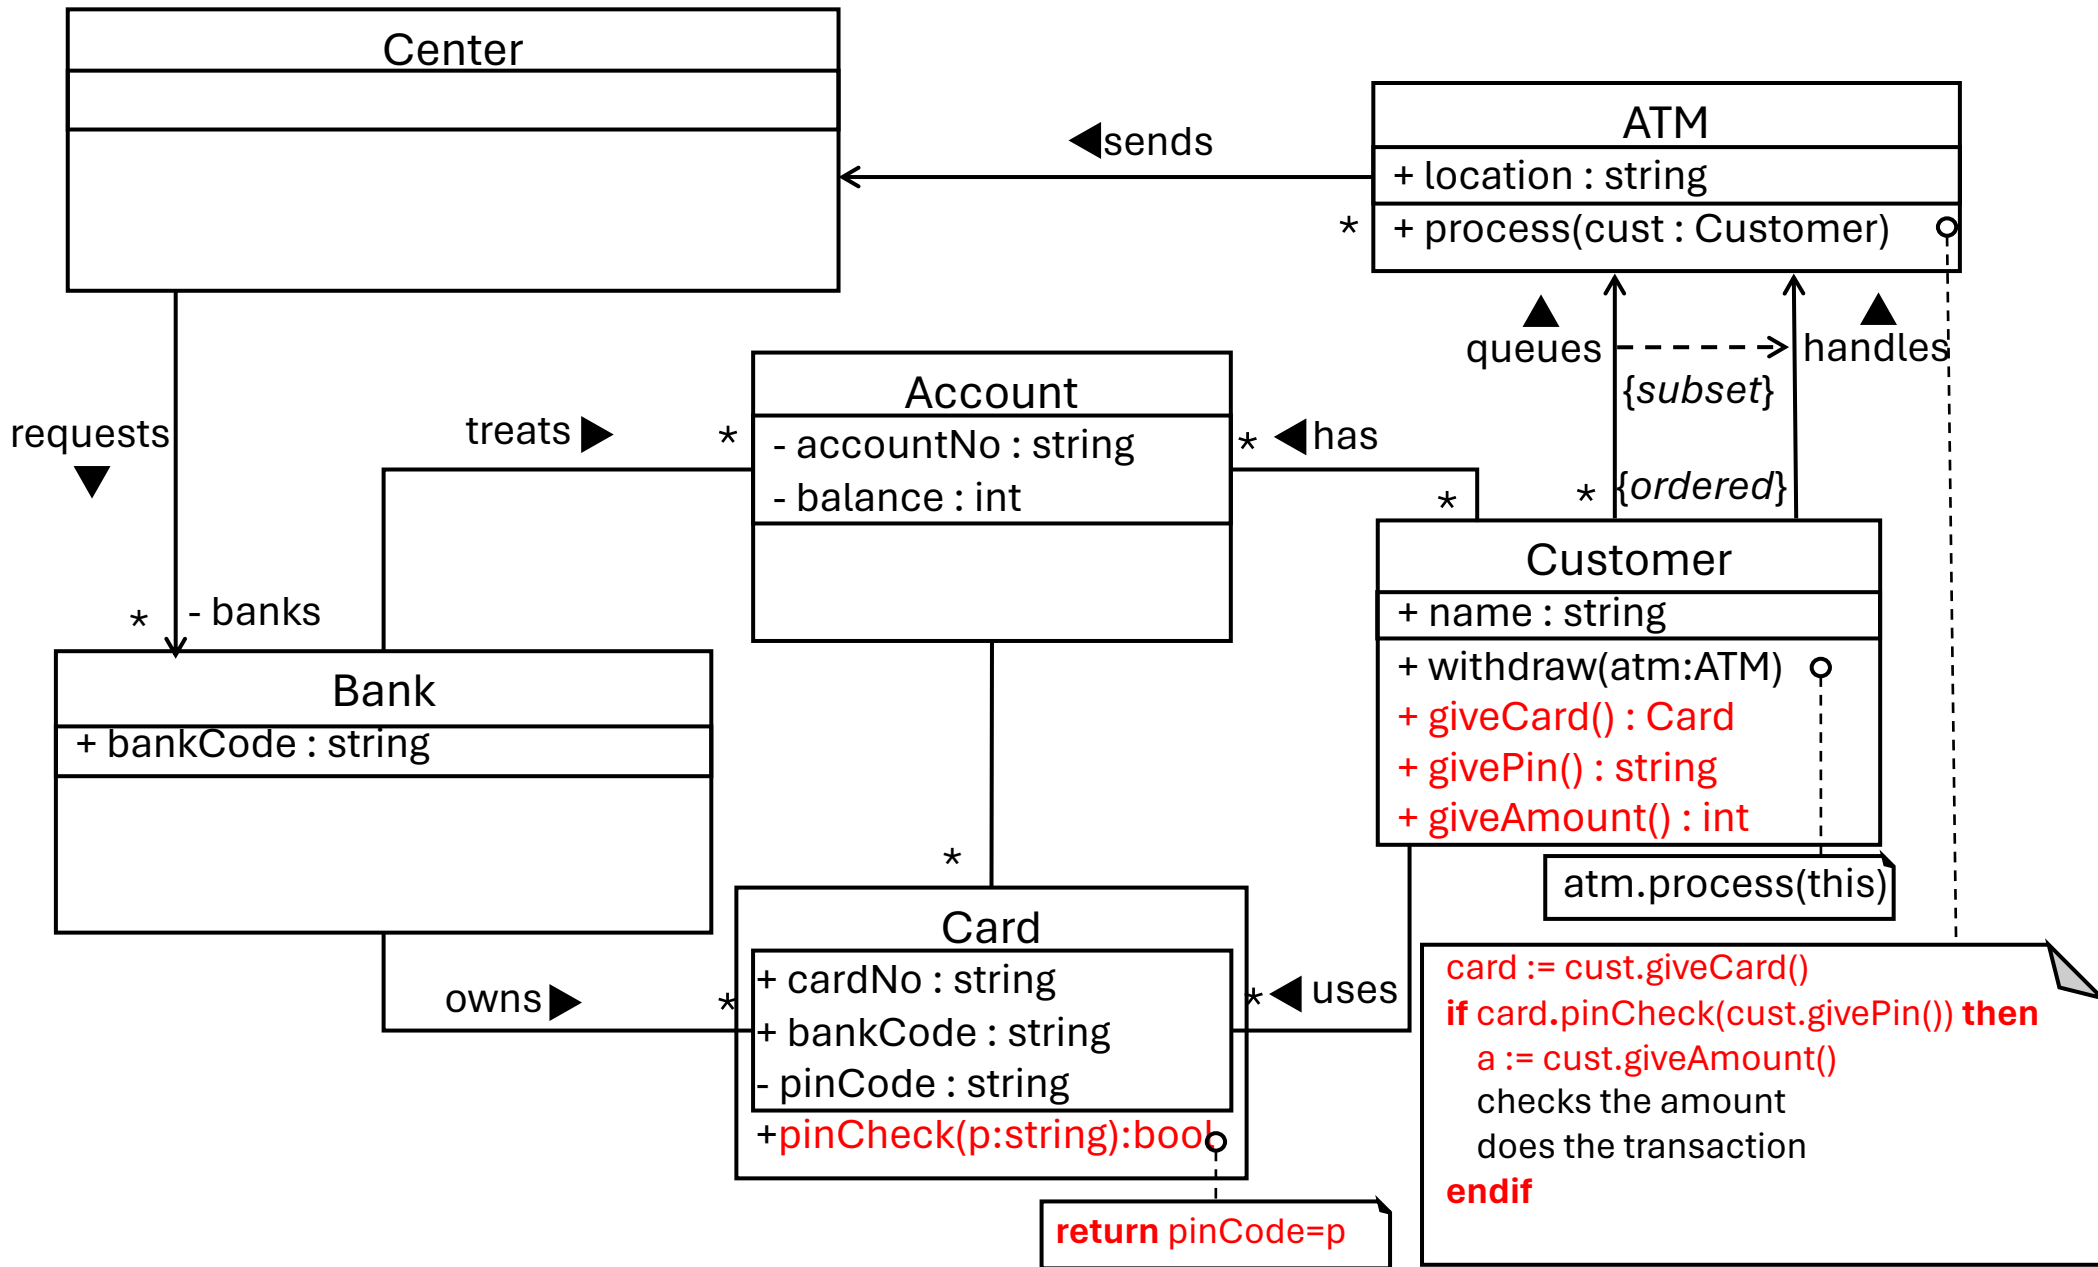 Center
ATM
+ location : string
+ process(cust : Customer)
*
◀sends
queues
handles
{subset}
{ordered}
*
requests
treats
*
Account
- accountNo : string
- balance : int
*
has
*
Customer
+ name : string
+ withdraw(atm:ATM)
+ giveCard() : Card
+ givePin() : string
+ giveAmount() : int
atm.process(this)
*
- banks
Bank
+ bankCode : string
owns
*
*
Card
+ cardNo : string
+ bankCode : string
- pinCode : string
+pinCheck(p:string):bool
*
uses
return pinCode=p
card := cust.giveCard()
if card.pinCheck(cust.givePin()) then
a := cust.giveAmount()
checks the amount
does the transaction
endif